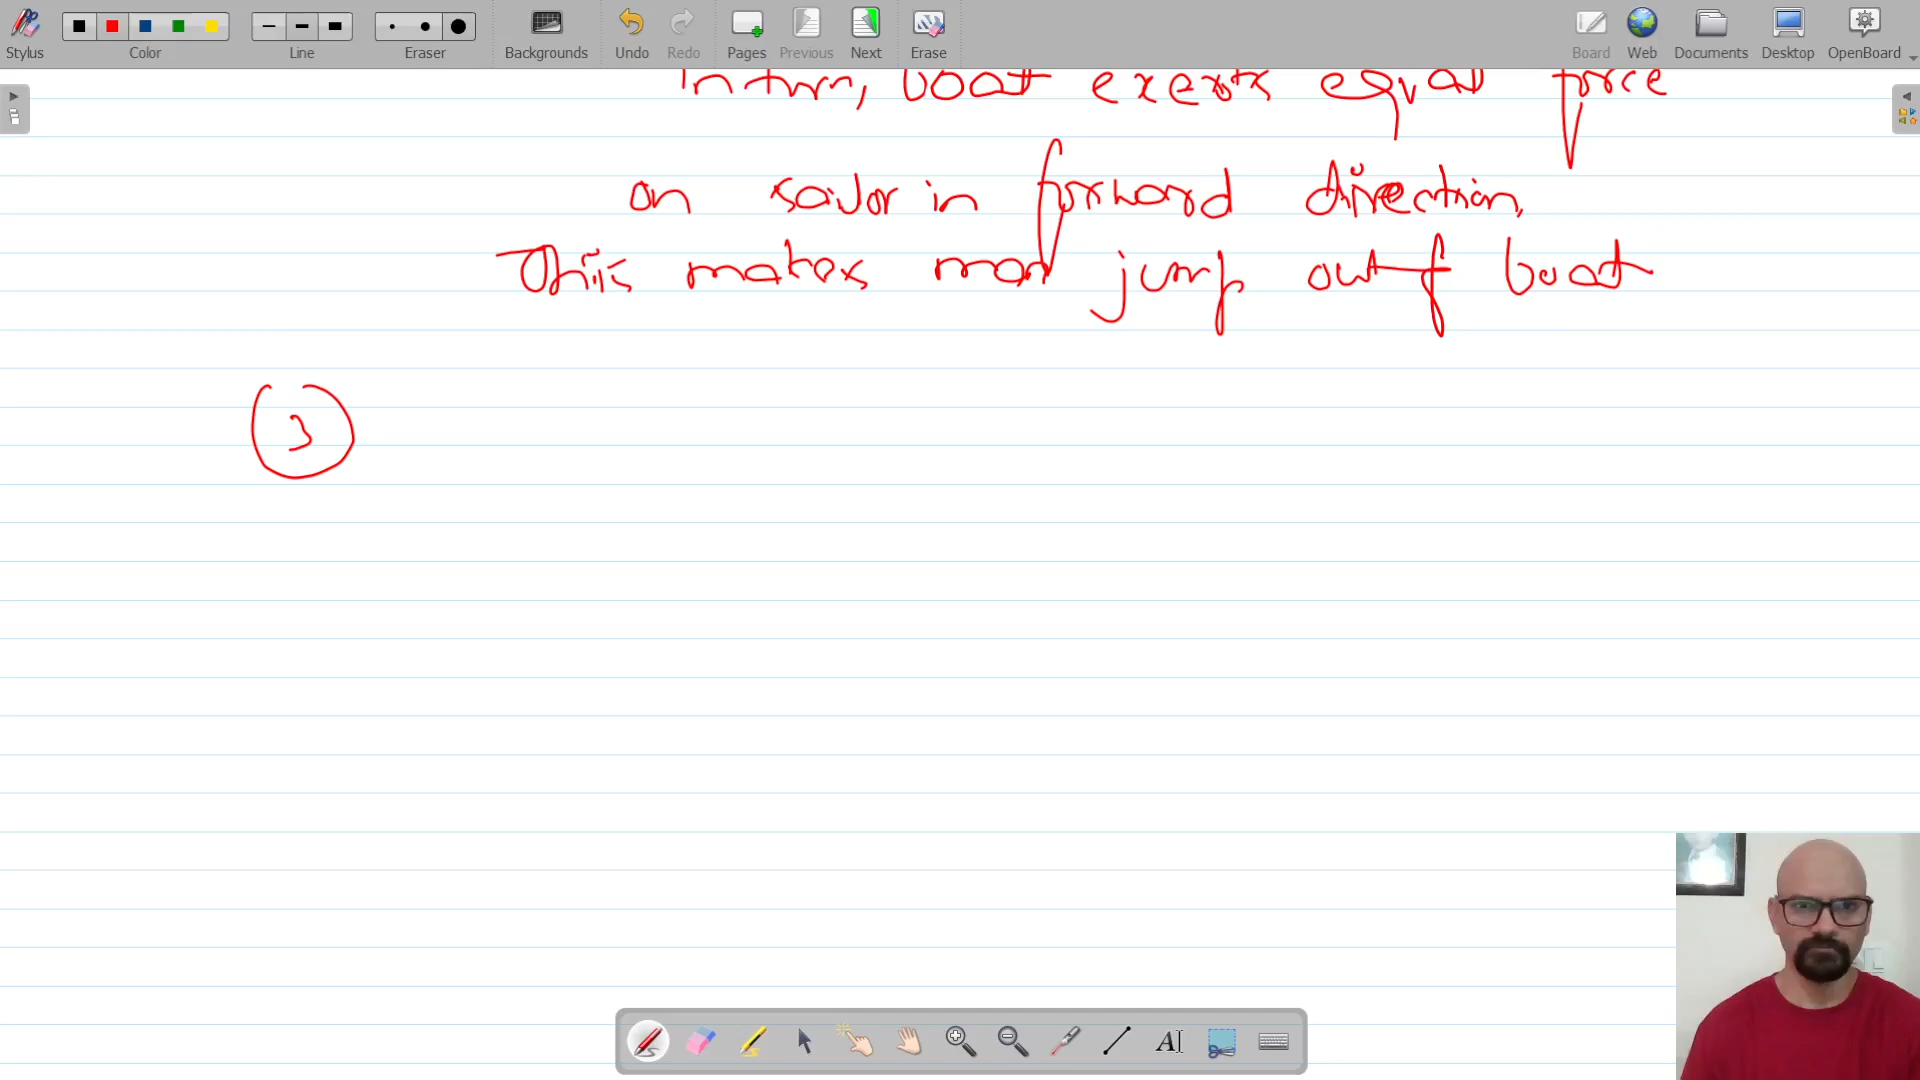 Stylus
Color
Line
Eraser
Backgrounds
Undo
Redo
Pages
Previous
Next
Erase
Board
Web
Documents
Desktop
OpenBoard
In turn, boat exerts equal force
on sailor in forward direction,
This makes man jump out of boat
3